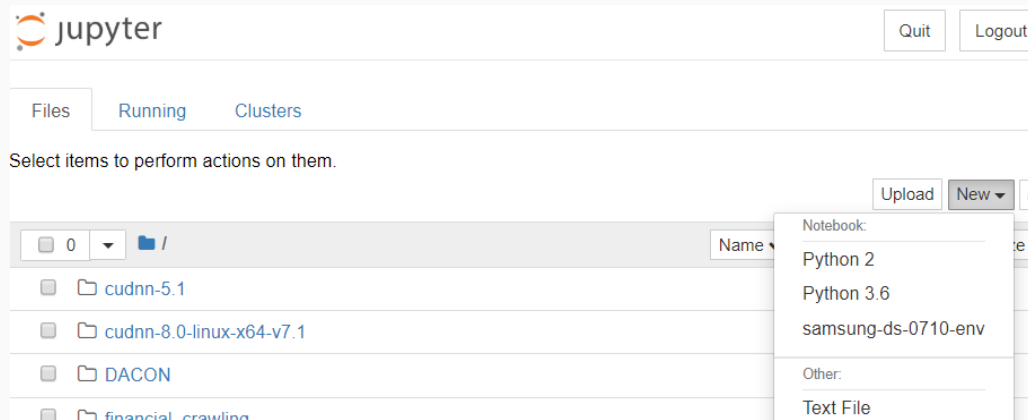 jupyter
Quit Logout
Files Running Clusters
Select items to perform actions on them.
Upload New
0 / Name
Notebook:
cudnn-5.1 Python 2
Python 3.6
cudnn-8.0-linux-x64-v7.1 samsung-ds-0710-env
DACON Other:
financial_crawling Text File